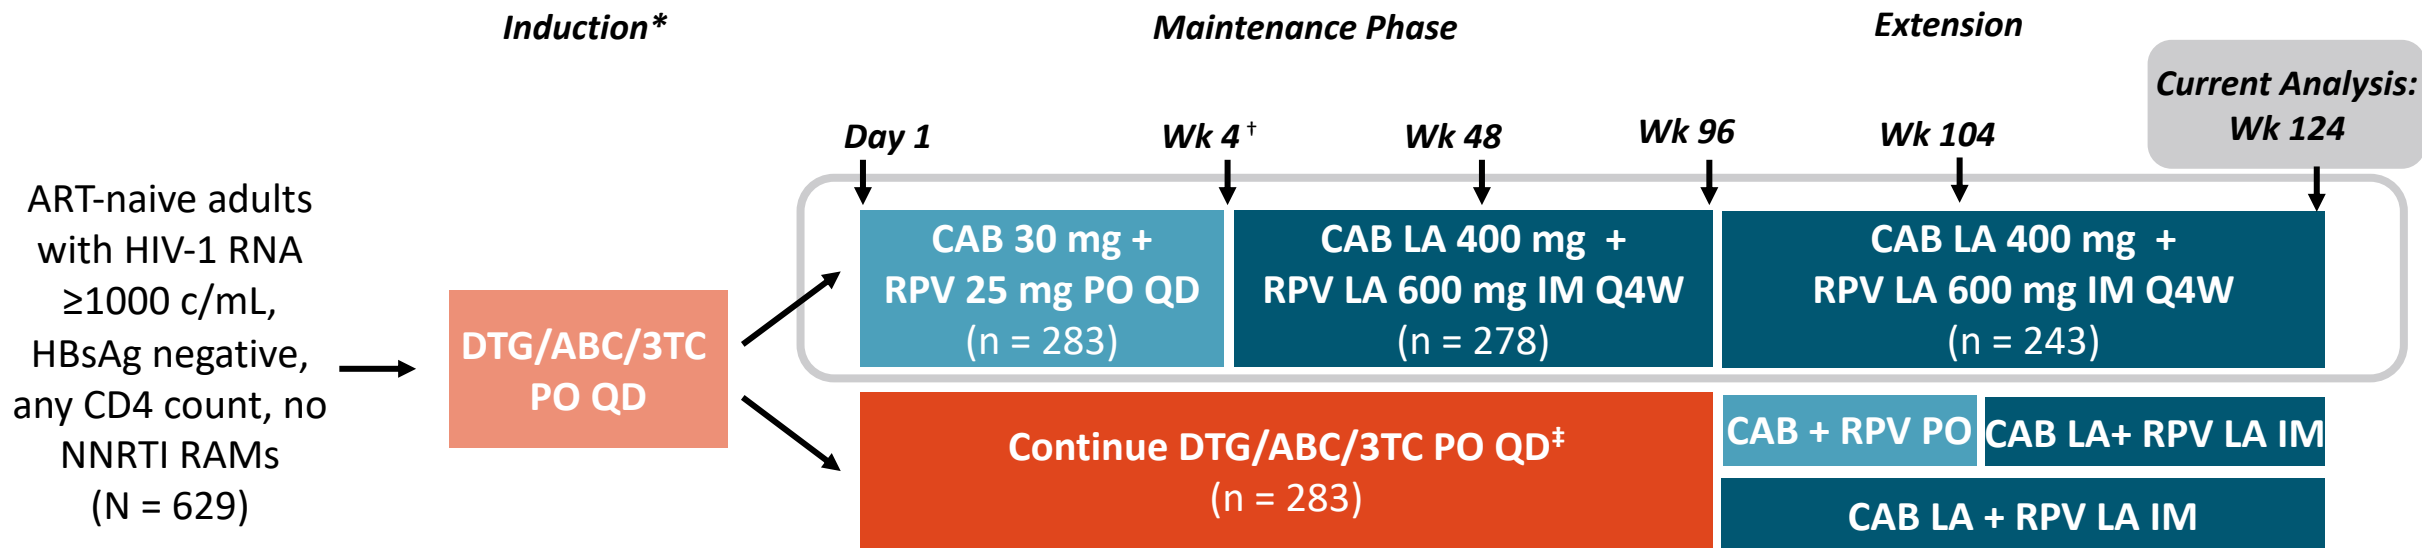 Induction*
Maintenance Phase
Extension
Current Analysis:
Wk 124
Day 1
Wk 4 †
Wk 48
Wk 96
Wk 104
ART-naive adults
with HIV-1 RNA
≥1000 c/mL,
HBsAg negative,
any CD4 count, no
NNRTI RAMs
(N = 629)
DTG/ABC/3TC
PO QD
CAB 30 mg +
RPV 25 mg PO QD
(n = 283)
CAB LA 400 mg +
RPV LA 600 mg IM Q4W
(n = 278)
CAB LA 400 mg +
RPV LA 600 mg IM Q4W
(n = 243)
Continue DTG/ABC/3TC PO QD‡
(n = 283)
CAB + RPV PO
CAB LA+ RPV LA IM
CAB LA + RPV LA IM